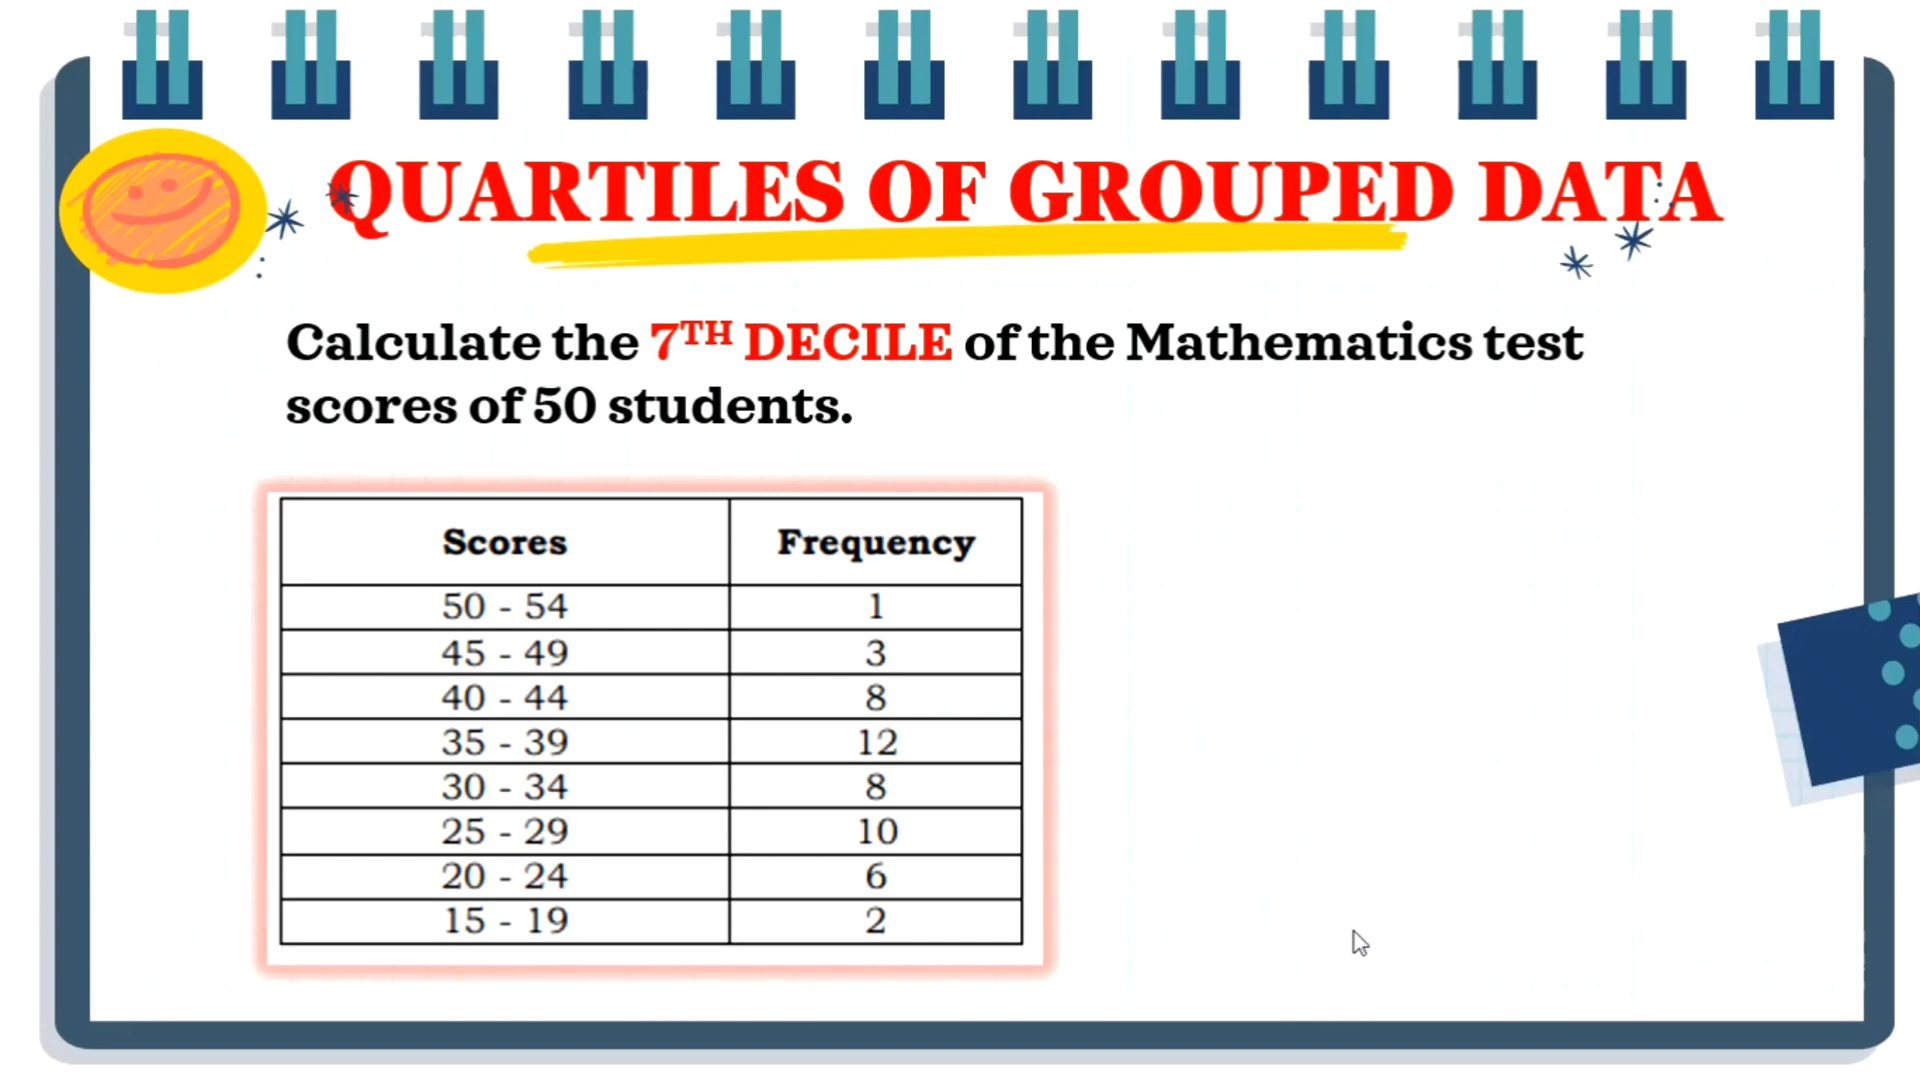 QUARTILES OF GROUPED DATA
Calculate the 7TH DECILE of the Mathematics test
scores of 50 students.
Scores Frequency
50 - 54 1
45 - 49 3
40 - 44 8
35 - 39 12
30 - 34 8
25 - 29 10
20 - 24 6
15 - 19 2